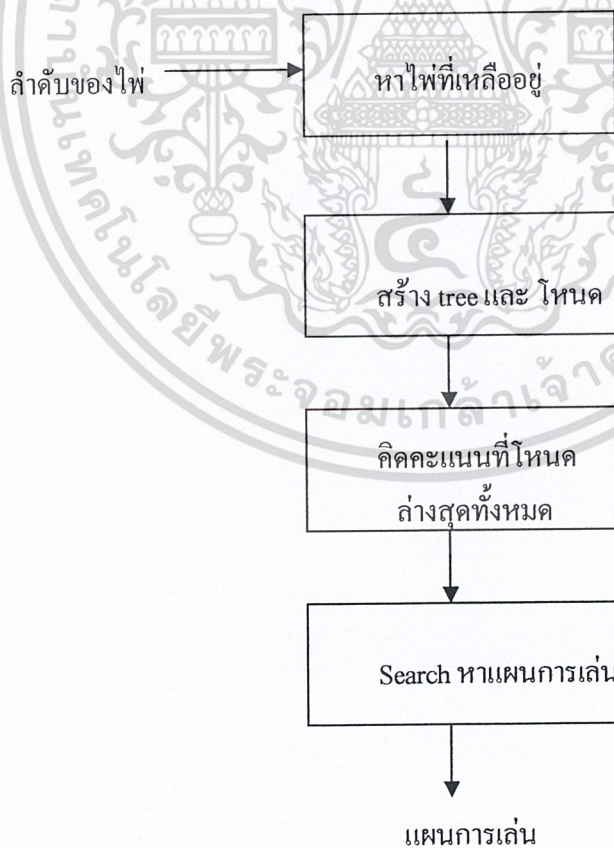 ลำดับของไพ่
หาไพ่ที่เหลืออยู่
สร้าง tree และ โหนด
คิดคะแนนที่โหนด
ล่างสุดทั้งหมด
Search หาแผนการเล่น
แผนการเล่น